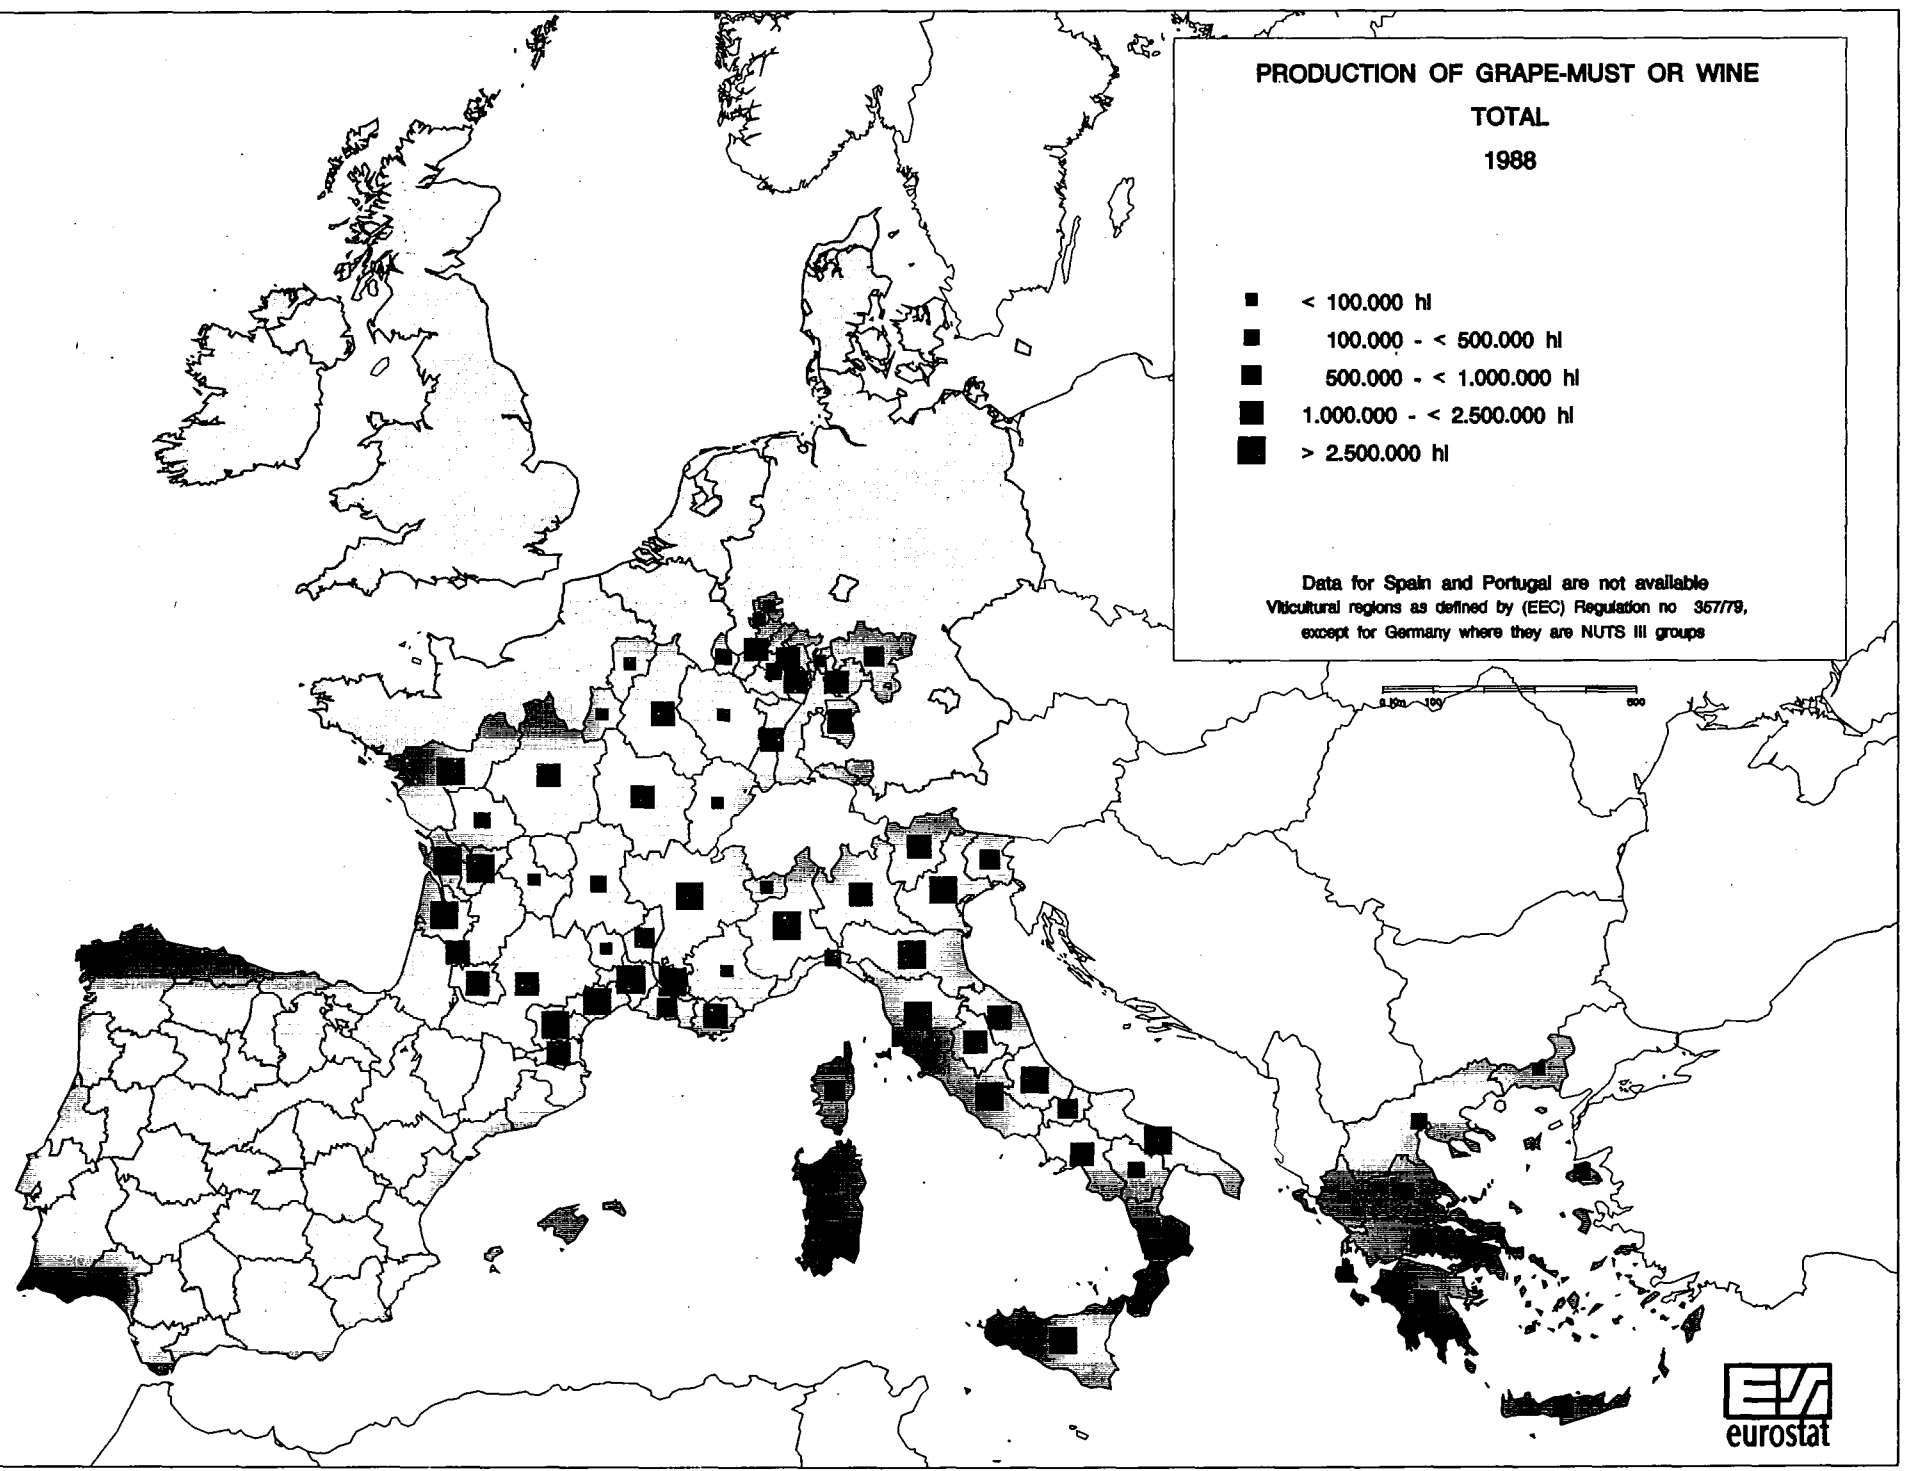 PRODUCTION OF GRAPE-MUST OR WINE
TOTAL
1988
< 100.000 hl
100.000 - < 500.000 hl
500.000 - < 1.000.000 hl
1.000.000 - < 2.500.000 hl
> 2.500.000 hl
Data for Spain and Portugal are not available
Viticultural regions as defined by (EEC) Regulation no 357/79,
except for Germany where they are NUTS III groups
0 km 100 500
eurostat